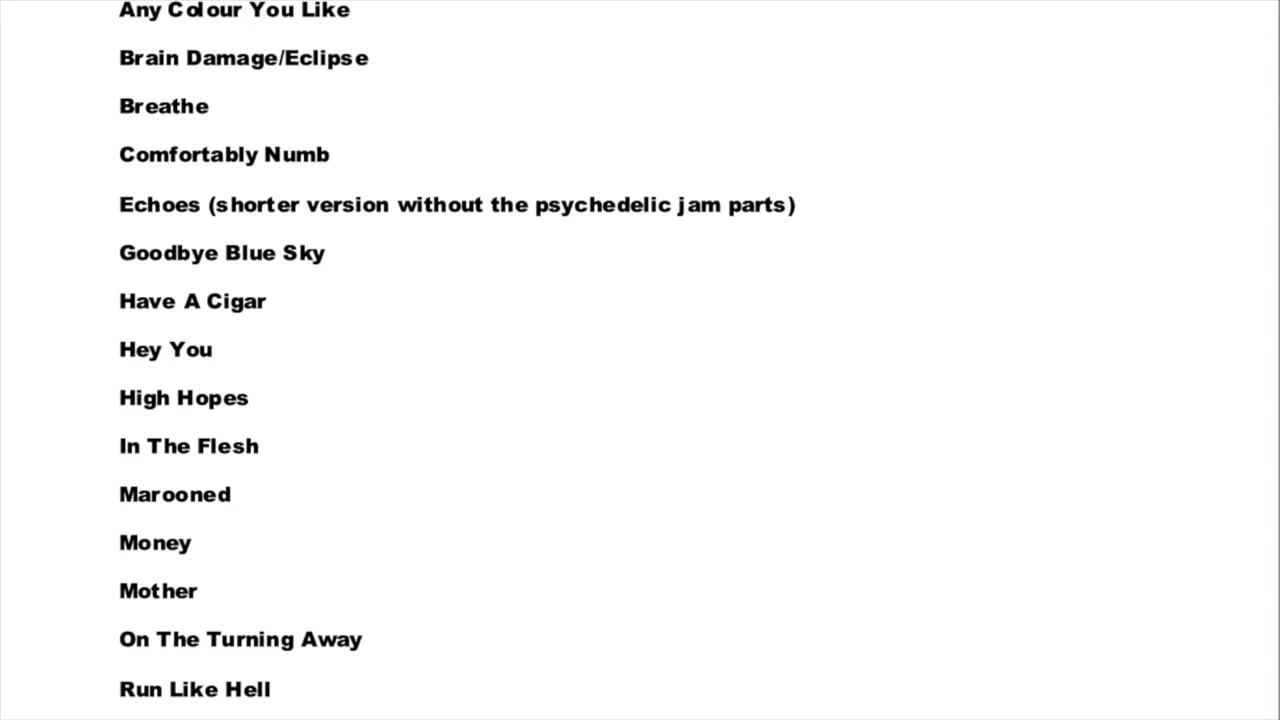 Any Colour You Like
Brain Damage/Eclipse
Breathe
Comfortably Numb
Echoes (shorter version without the psychedelic jam parts)
Goodbye Blue Sky
Have A Cigar
Hey You
High Hopes
In The Flesh
Marooned
Money
Mother
On The Turning Away
Run Like Hell